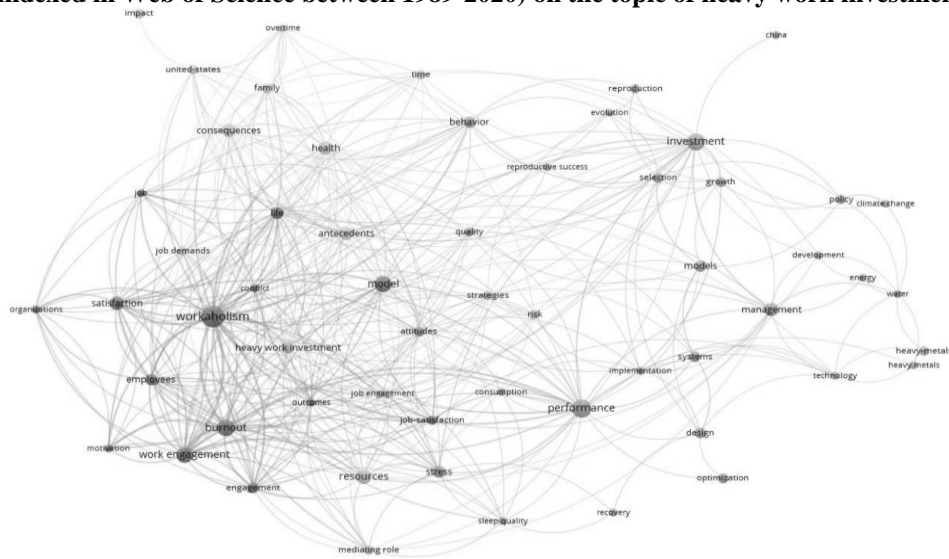 indexed in Web of Science between 1989-2020) on the topic of heavy work investmen
impact
overtime
china
united-states
time
family
reproduction
evolution
behavior
consequences
investment
health
reproductive success
selection
growth
job
policy
climate change
life
quality
antecedents
job demands
development
models
energy
model
conflict
water
strategies
satisfaction
organizations
management
workaholism
risk
attitudes
heavy work investment
heavy-metal
systems
heavy metals
implementation
technology
employees
job engagement
consumption
outcomes
performance
job-satisfaction
burnout
design
motivation
work engagement
stress
resources
optimization
engagement
recovery
sleep quality
mediating role